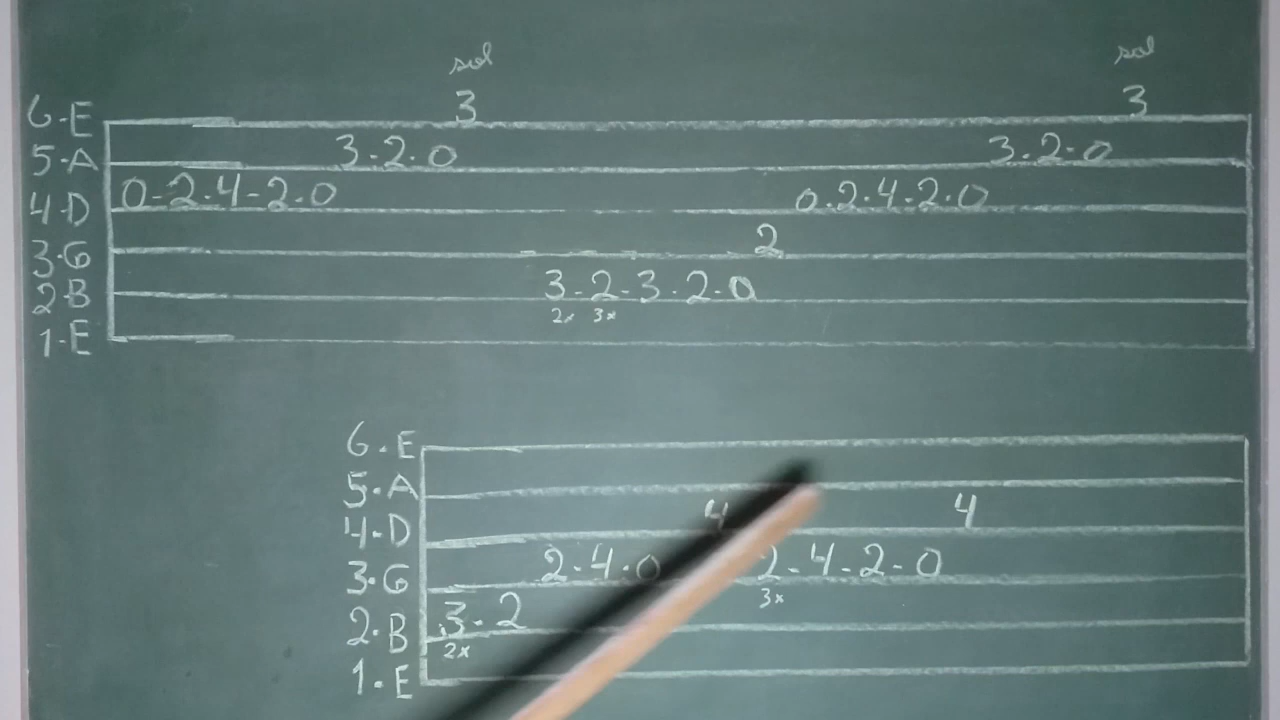 sol sol
6-E 3 3
5-A 3-2-0 3-2-0
4-D 0-2-4-2-0 0-2-4-2-0
3-G 2
2-B 3-2-3-2-0
2x 3x
1-E
6-E
5-A
4-D 4 4
3-G 2-4-0 2-4-2-0
3x
2-B 3-2
2x
1-E